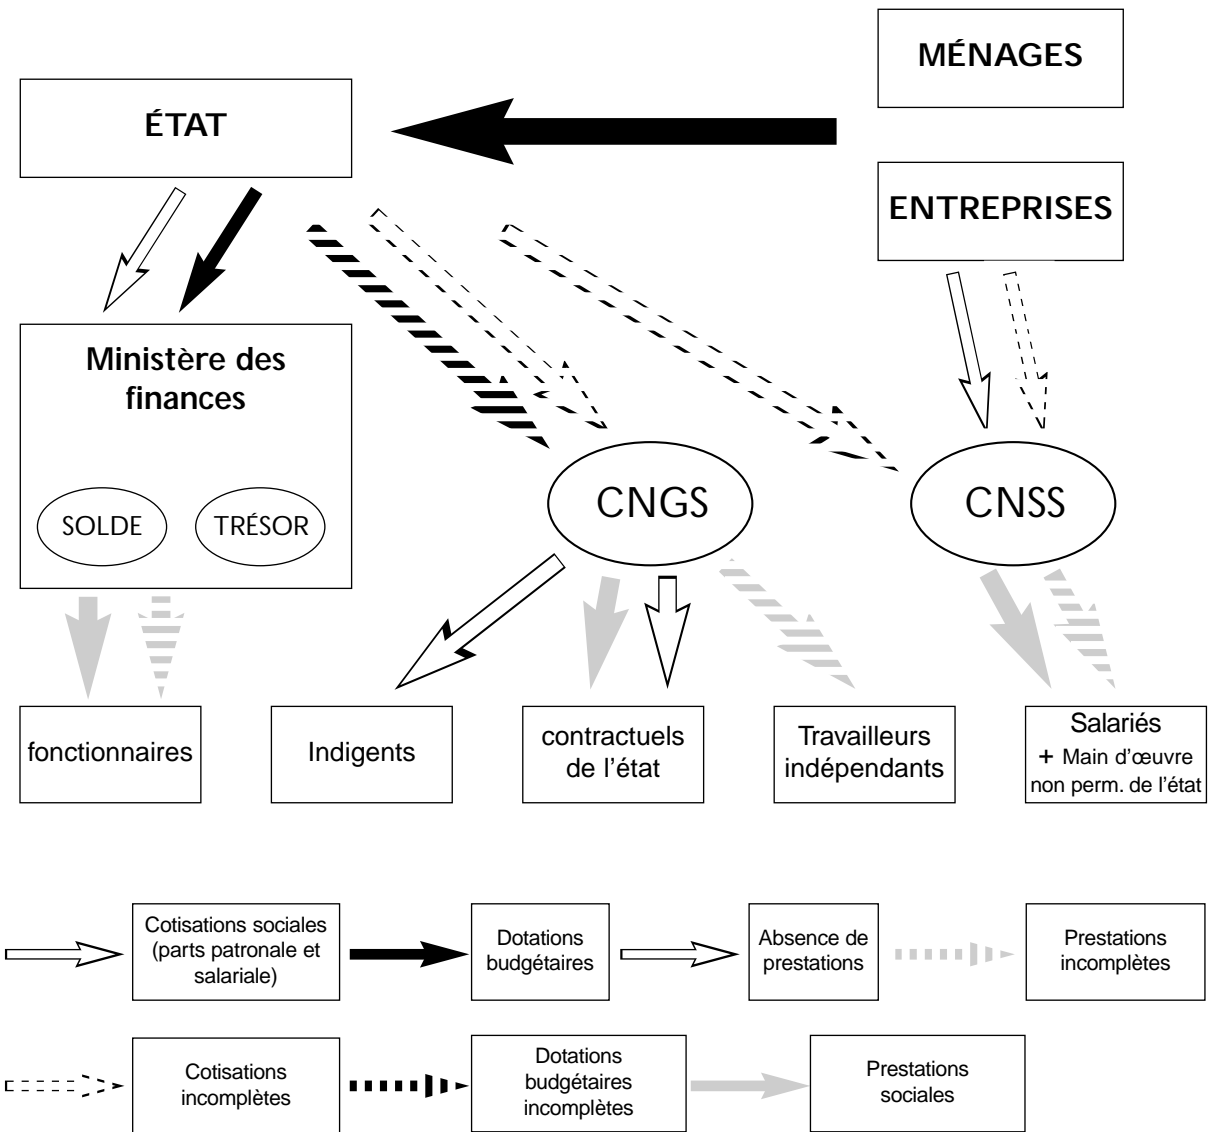 MÉNAGES
ÉTAT
ENTREPRISES
Ministère des
finances
SOLDE
TRÉSOR
CNGS
CNSS
fonctionnaires
Indigents
contractuels
de l'état
Travailleurs
indépendants
Salariés
+ Main d'œuvre
non perm. de l'état
Cotisations sociales
(parts patronale et
salariale)
Dotations
budgétaires
Absence de
prestations
Prestations
incomplètes
Cotisations
incomplètes
Dotations
budgétaires
incomplètes
Prestations
sociales